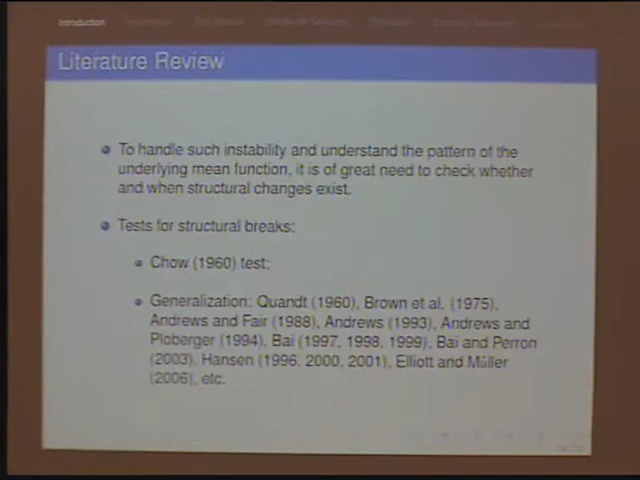 Introduction
Literature Review
To handle such instability and understand the pattern of the
underlying mean function, it is of great need to check whether
and when structural changes exist.
Tests for structural breaks:
Chow (1960) test;
Generalization: Quandt (1960), Brown et al. (1975),
Andrews and Fair (1988), Andrews (1993), Andrews and
Ploberger (1994), Bai (1997, 1998, 1999), Bai and Perron
(2003), Hansen (1996, 2000, 2001), Elliott and Müller
(2006), etc.